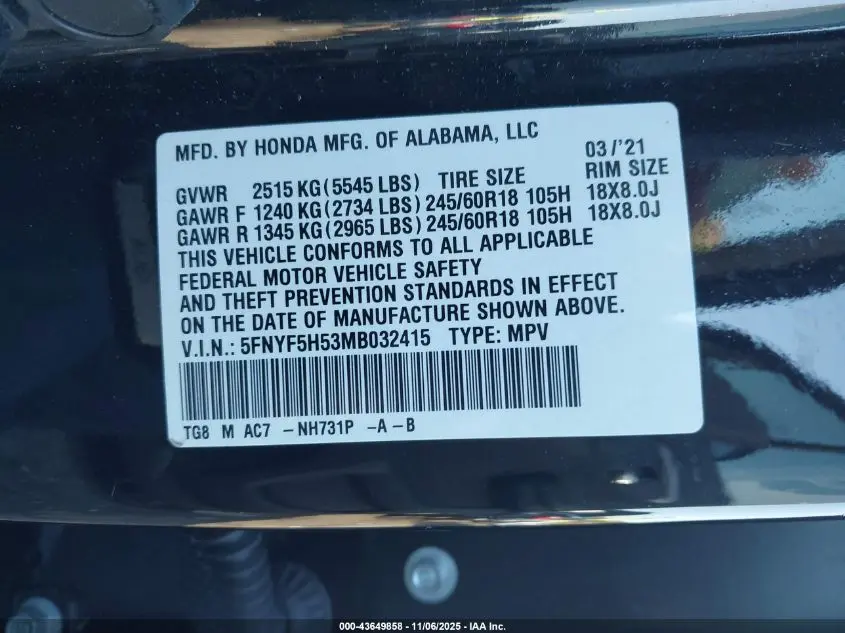 MFD. BY HONDA MFG. OF ALABAMA, LLC 03/'21
GVWR 2515 KG (5545 LBS) TIRE SIZE RIM SIZE
GAWR F 1240 KG (2734 LBS) 245/60R18 105H 18X8.0J
GAWR R 1345 KG (2965 LBS) 245/60R18 105H 18X8.0J
THIS VEHICLE CONFORMS TO ALL APPLICABLE
FEDERAL MOTOR VEHICLE SAFETY
AND THEFT PREVENTION STANDARDS IN EFFECT
ON THE DATE OF MANUFACTURE SHOWN ABOVE.
V.I.N.: 5FNYF5H53MB032415 TYPE: MPV
TG8 M AC7 -NH731P -A -B
000-43649858 - 11/06/2025 - IAA Inc.